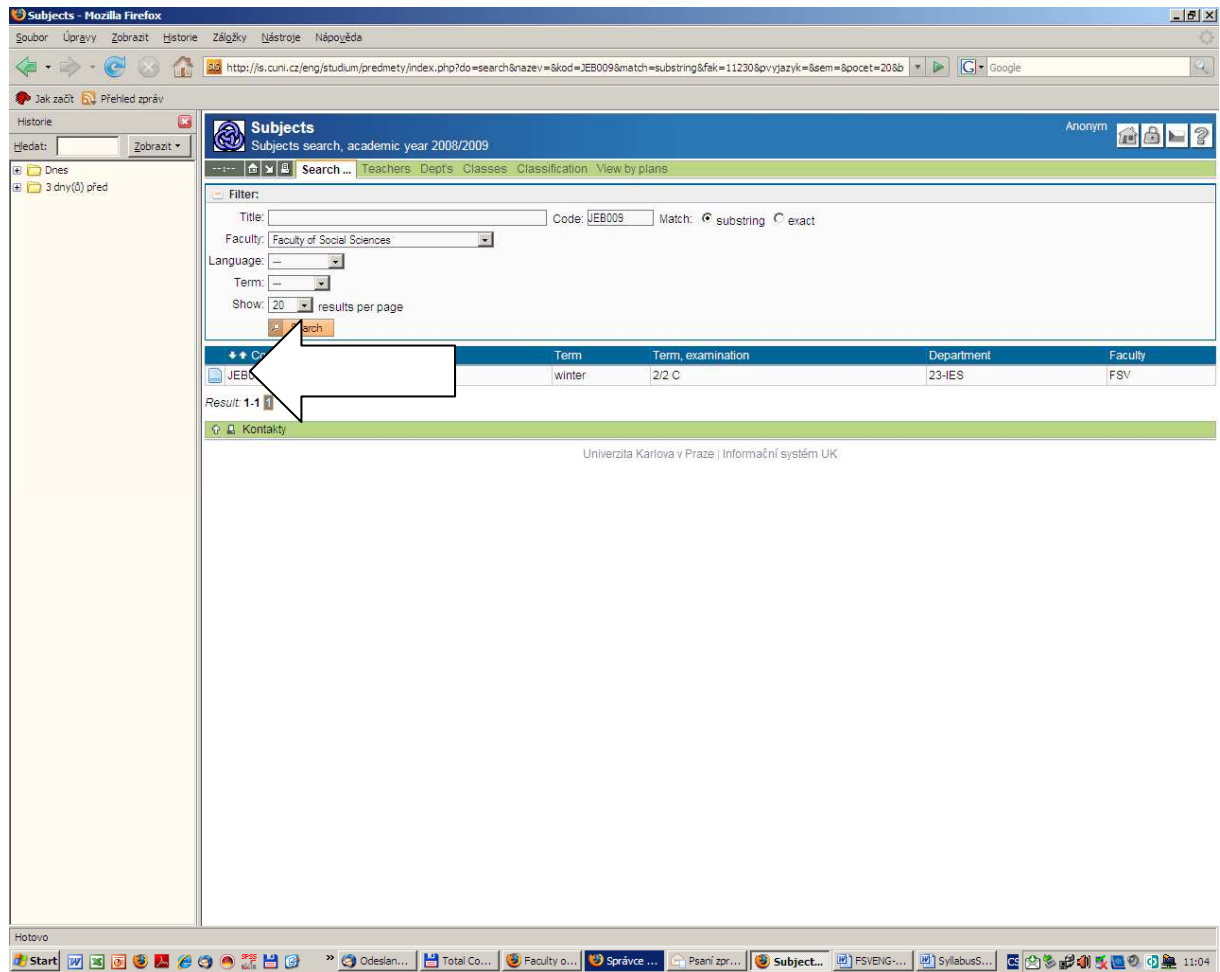 Subjects - Mozilla Firefox
Soubor Úpravy Zobrazit Historie Záložky Nástroje Nápověda
http://is.cuni.cz/eng/studium/predmety/index.php?do=search&nazev=&kod=JEB009&match=substring&fak=11230&pvyjazyk=&sem=&pocet=20&b
Google
Jak začít Přehled zpráv
Historie
Hledat: Zobrazit
Dnes
3 dny(ů) před
Subjects
Subjects search, academic year 2008/2009
Anonym
--:-- Search ... Teachers Dept's Classes Classification View by plans
Filter:
Title: Code: JEB009 Match: substring exact
Faculty: Faculty of Social Sciences
Language: ---
Term: ---
Show: 20 results per page
Term Term, examination Department Faculty
winter 2/2 C 23-IES FSV
Result: 1-1 1
Kontakty
Univerzita Karlova v Praze | Informační systém UK
Hotovo
Start » Odeslan... Total Co... Faculty o... Správce ... Psaní zpr... Subject... FSVENG-... SyllabusS... CS 11:04